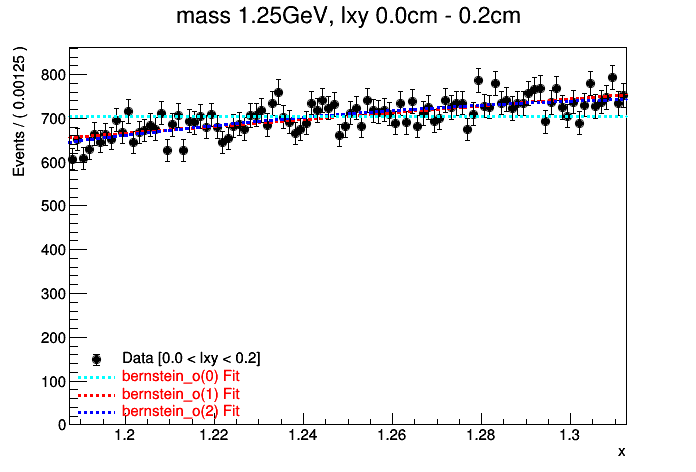 mass 1.25GeV, lxy 0.0cm - 0.2cm
Events / ( 0.00125 )
800
700
600
500
400
300
200
100
0
Data [0.0 < lxy < 0.2]
bernstein_o(0) Fit
bernstein_o(1) Fit
bernstein_o(2) Fit
1.2 1.22 1.24 1.26 1.28 1.3
x